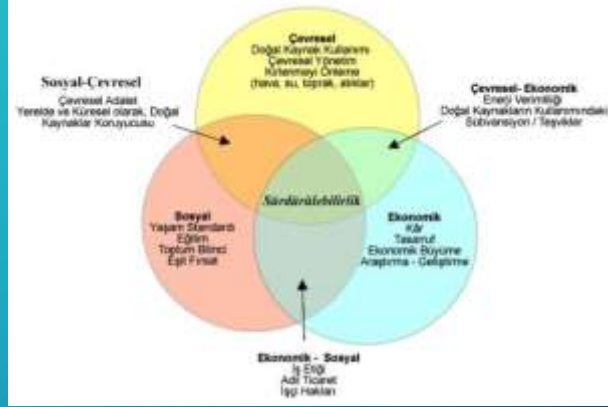 Çevresel
Doğal Kaynak Kullanımı
Çevresel Yönetim
Kirlenmeyi Önleme
(hava, su, toprak, atıklar)
Sosyal-Çevresel
Çevresel Adalet
Yerelde ve Küresel olarak, Doğal
Kaynaklar Koruyucusu
Çevresel- Ekonomik
Enerji Verimliliği
Doğal Kaynakların Kullanımındaki
Sübvansiyon / Teşvikler
Sürdürülebilirlik
Sosyal
Yaşam Standardı
Eğitim
Toplum Bilinci
Eşit Fırsat
Ekonomik
Kâr
Tasarruf
Ekonomik Büyüme
Araştırma - Geliştirme
Ekonomik - Sosyal
İş Etiği
Adil Ticaret
İşçi Hakları